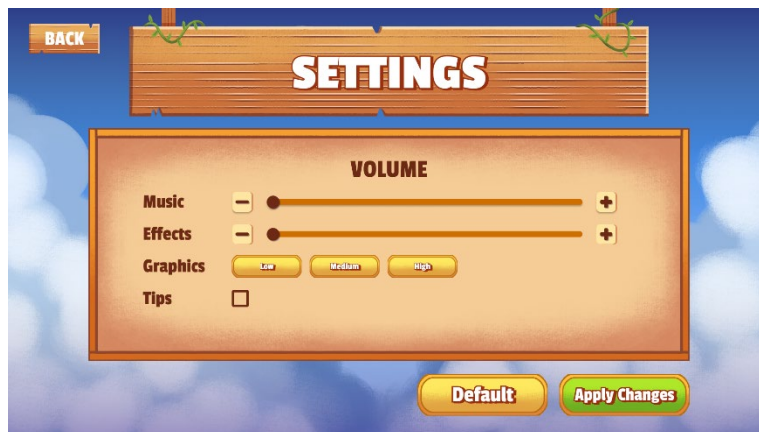 BACK
SETTINGS
VOLUME
Music
Effects
Graphics Low Medium High
Tips
Default Apply Changes